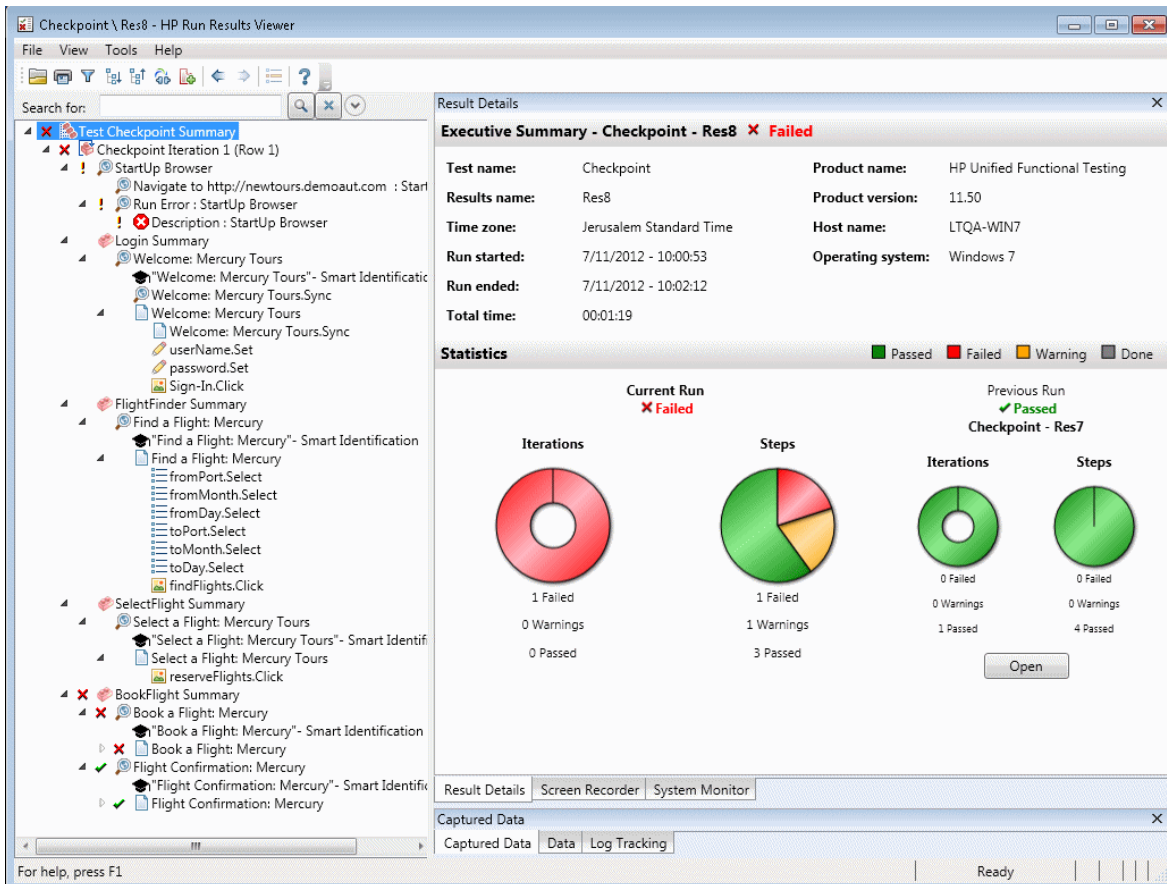 Checkpoint \ Res8 - HP Run Results Viewer
File View Tools Help
Search for:
Test Checkpoint Summary
Checkpoint Iteration 1 (Row 1)
StartUp Browser
Navigate to http://newtours.demoaut.com : Start
Run Error : StartUp Browser
Description : StartUp Browser
Login Summary
Welcome: Mercury Tours
"Welcome: Mercury Tours"- Smart Identificatic
Welcome: Mercury Tours.Sync
Welcome: Mercury Tours
Welcome: Mercury Tours.Sync
userName.Set
password.Set
Sign-In.Click
FlightFinder Summary
Find a Flight: Mercury
"Find a Flight: Mercury"- Smart Identification
Find a Flight: Mercury
fromPort.Select
fromMonth.Select
fromDay.Select
toPort.Select
toMonth.Select
toDay.Select
findFlights.Click
SelectFlight Summary
Select a Flight: Mercury Tours
"Select a Flight: Mercury Tours"- Smart Identifi
Select a Flight: Mercury Tours
reserveFlights.Click
BookFlight Summary
Book a Flight: Mercury
"Book a Flight: Mercury"- Smart Identification
Book a Flight: Mercury
Flight Confirmation: Mercury
"Flight Confirmation: Mercury"- Smart Identific
Flight Confirmation: Mercury
Result Details
Executive Summary - Checkpoint - Res8 Failed
Test name: Checkpoint Product name: HP Unified Functional Testing
Results name: Res8 Product version: 11.50
Time zone: Jerusalem Standard Time Host name: LTQA-WIN7
Run started: 7/11/2012 - 10:00:53 Operating system: Windows 7
Run ended: 7/11/2012 - 10:02:12
Total time: 00:01:19
Statistics Passed Failed Warning Done
Current Run
Failed
Iterations Steps
1 Failed 1 Failed
0 Warnings 1 Warnings
0 Passed 3 Passed
Previous Run
Passed
Checkpoint - Res7
Iterations Steps
0 Failed 0 Failed
0 Warnings 0 Warnings
1 Passed 4 Passed
Open
Result Details Screen Recorder System Monitor
Captured Data
Captured Data Data Log Tracking
For help, press F1 Ready